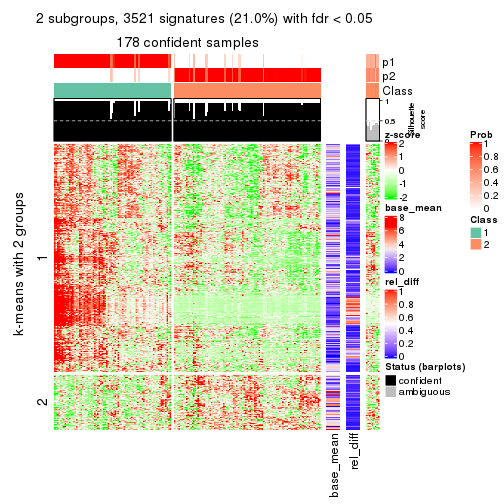 2 subgroups, 3521 signatures (21.0%) with fdr < 0.05
178 confident samples
p1
p2
Class
1
0.5
0
Silhouette
score
k-means with 2 groups
1
2
base_mean
rel_diff
z-score
2
1
0
-1
-2
base_mean
8
6
4
2
0
rel_diff
1
0.8
0.6
0.4
0.2
0
Status (barplots)
confident
ambiguous
Prob
1
0.8
0.6
0.4
0.2
0
Class
1
2